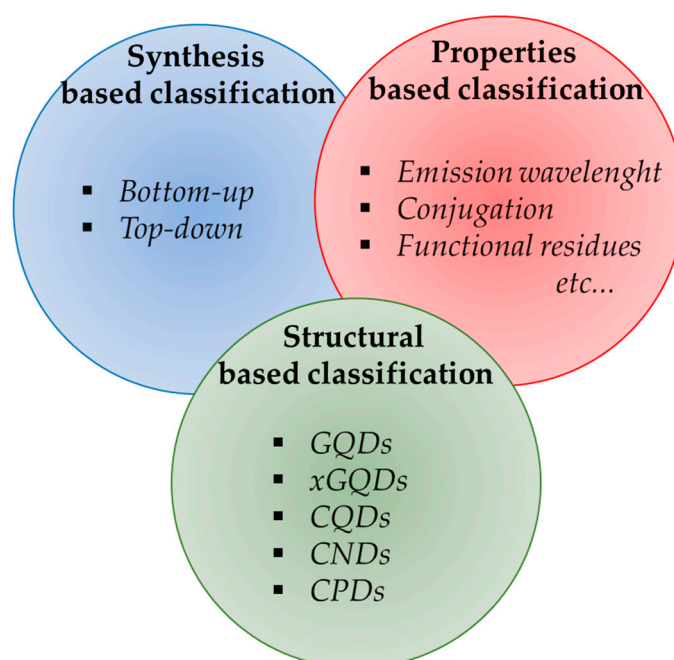 Synthesis
based classification
▪ Bottom-up
▪ Top-down
Properties
based classification
▪ Emission wavelenght
▪ Conjugation
▪ Functional residues
etc...
Structural
based classification
▪ GQDs
▪ xGQDs
▪ CQDs
▪ CNDs
▪ CPDs